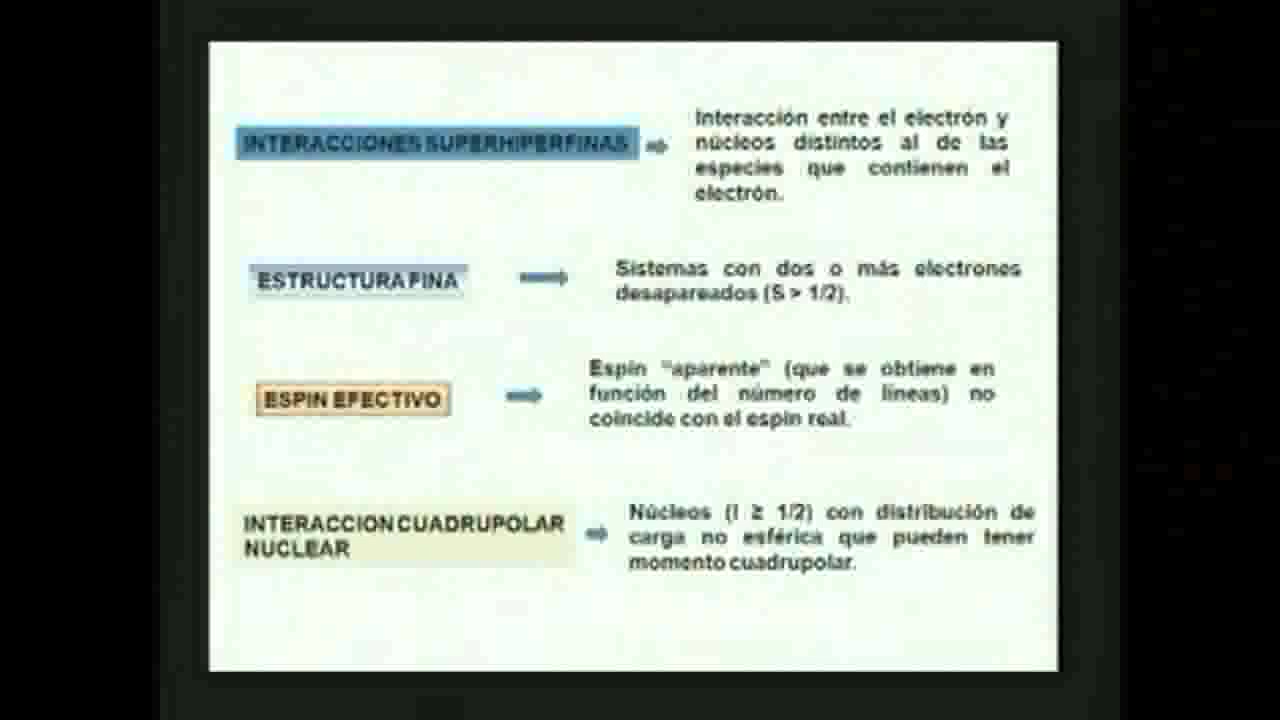 INTERACCIONES SUPERHIPERFINAS
Interacción entre el electrón y
núcleos distintos al de las
especies que contienen el
electrón.
ESTRUCTURA FINA
Sistemas con dos o más electrones
desapareados (S > 1/2).
ESPIN EFECTIVO
Espín "aparente" (que se obtiene en
función del número de líneas) no
coincide con el espín real.
INTERACCION CUADRUPOLAR
NUCLEAR
Núcleos (I ≥ 1/2) con distribución de
carga no esférica que pueden tener
momento cuadrupolar.